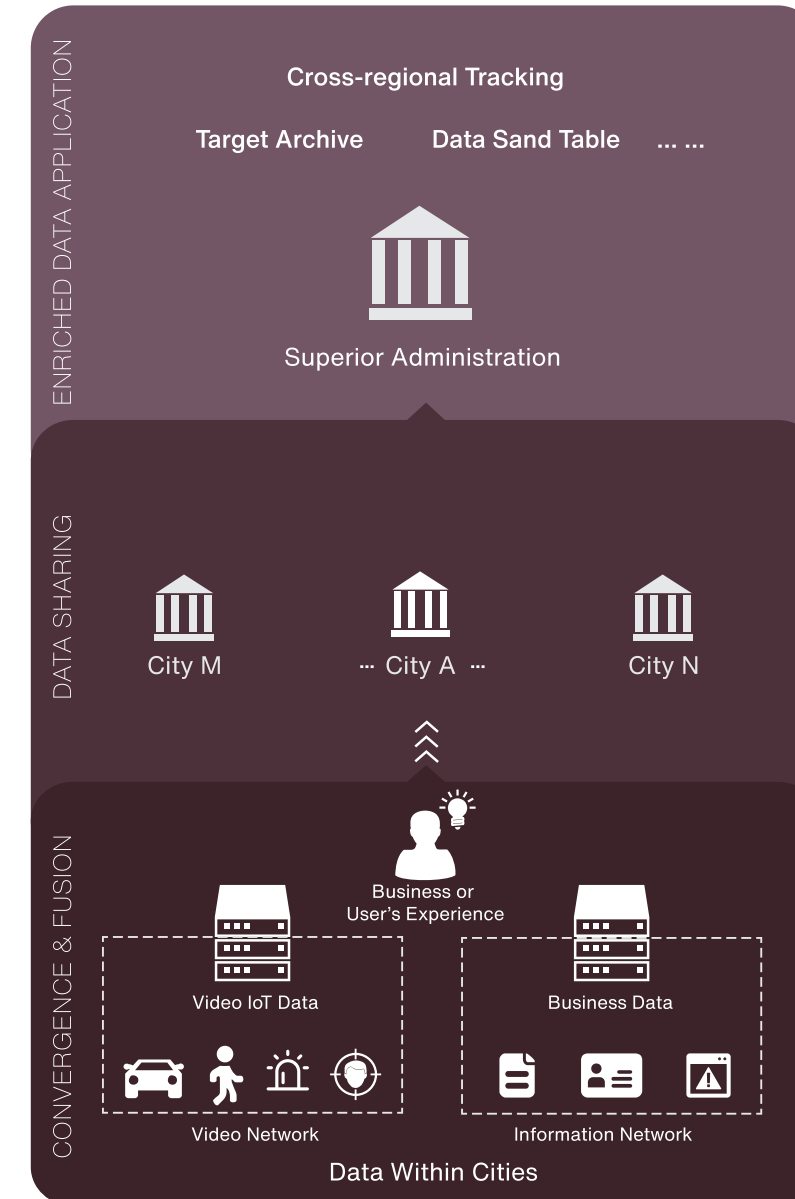 ENRICHED DATA APPLICATION
Cross-regional Tracking
Target Archive Data Sand Table ... ...
Superior Administration
DATA SHARING
City M ... City A ... City N
CONVERGENCE & FUSION
Business or
User’s Experience
Video IoT Data Business Data
Video Network Information Network
Data Within Cities